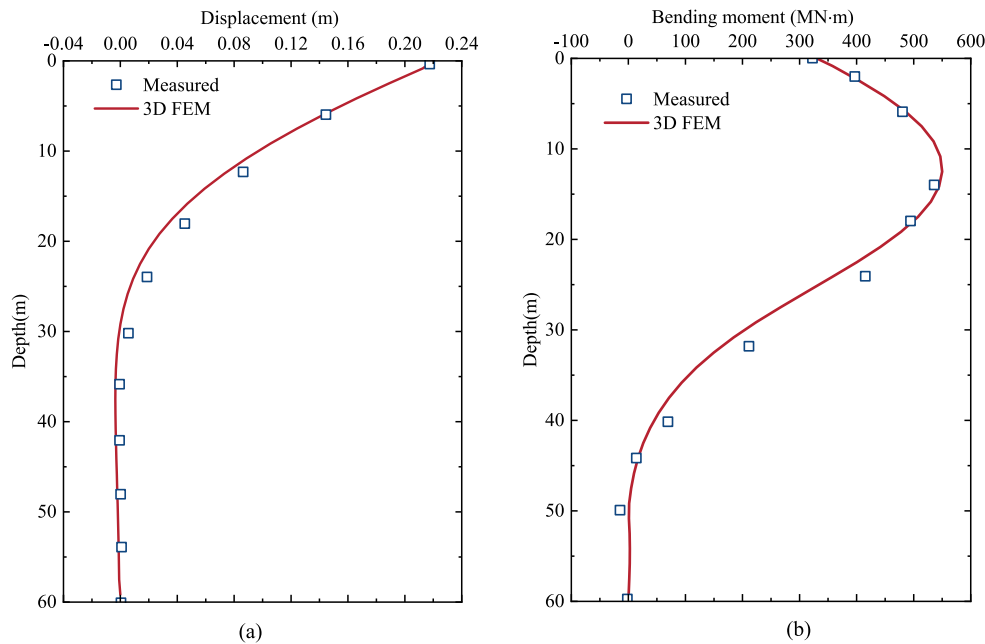 Displacement (m)
-0.04 0.00 0.04 0.08 0.12 0.16 0.20 0.24
0
10
20
30
40
50
60
Depth(m)
Measured
3D FEM
(a)
Bending moment (MN·m)
-100 0 100 200 300 400 500 600
0
10
20
30
40
50
60
Depth(m)
Measured
3D FEM
(b)